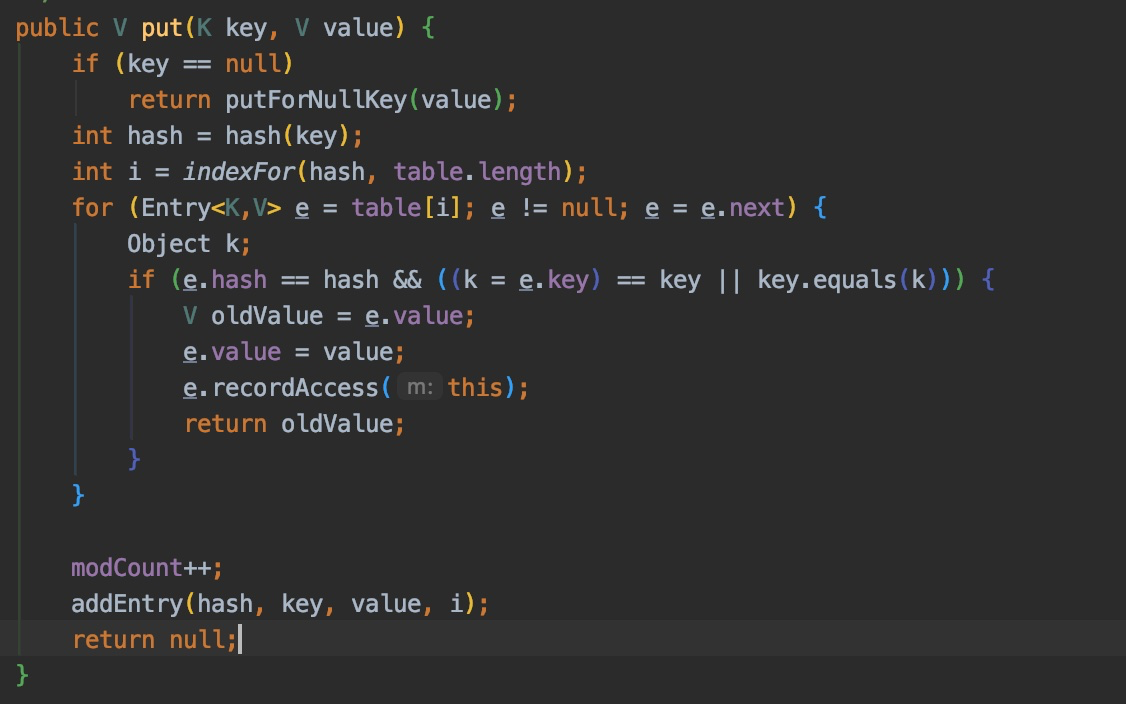 public V put(K key, V value) {
    if (key == null)
        return putForNullKey(value);
    int hash = hash(key);
    int i = indexFor(hash, table.length);
    for (Entry<K,V> e = table[i]; e != null; e = e.next) {
        Object k;
        if (e.hash == hash && ((k = e.key) == key || key.equals(k))) {
            V oldValue = e.value;
            e.value = value;
            e.recordAccess( m: this);
            return oldValue;
        }
    }

    modCount++;
    addEntry(hash, key, value, i);
    return null;
}